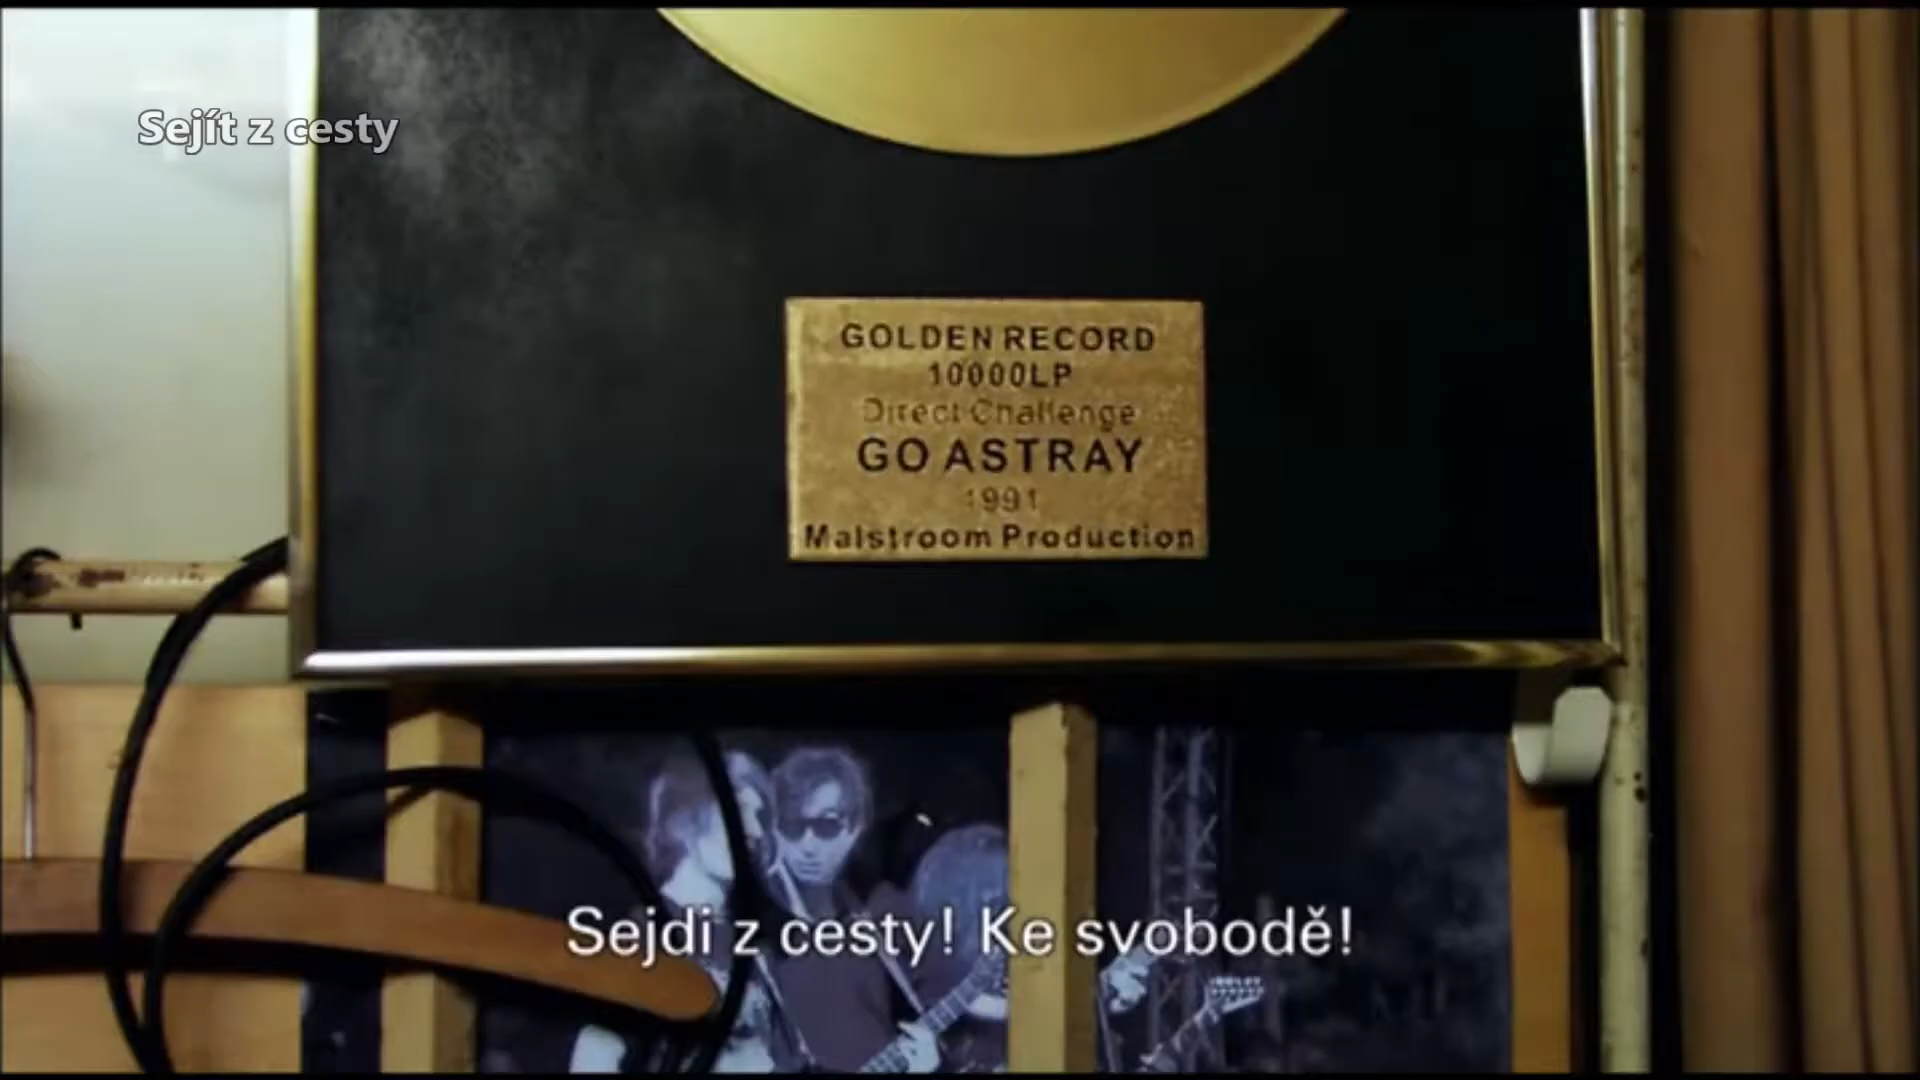 Sejít z cesty
GOLDEN RECORD
10000LP
Direct Challenge
GO ASTRAY
1991
Malstroom Production
Sejdi z cesty! Ke svobodě!